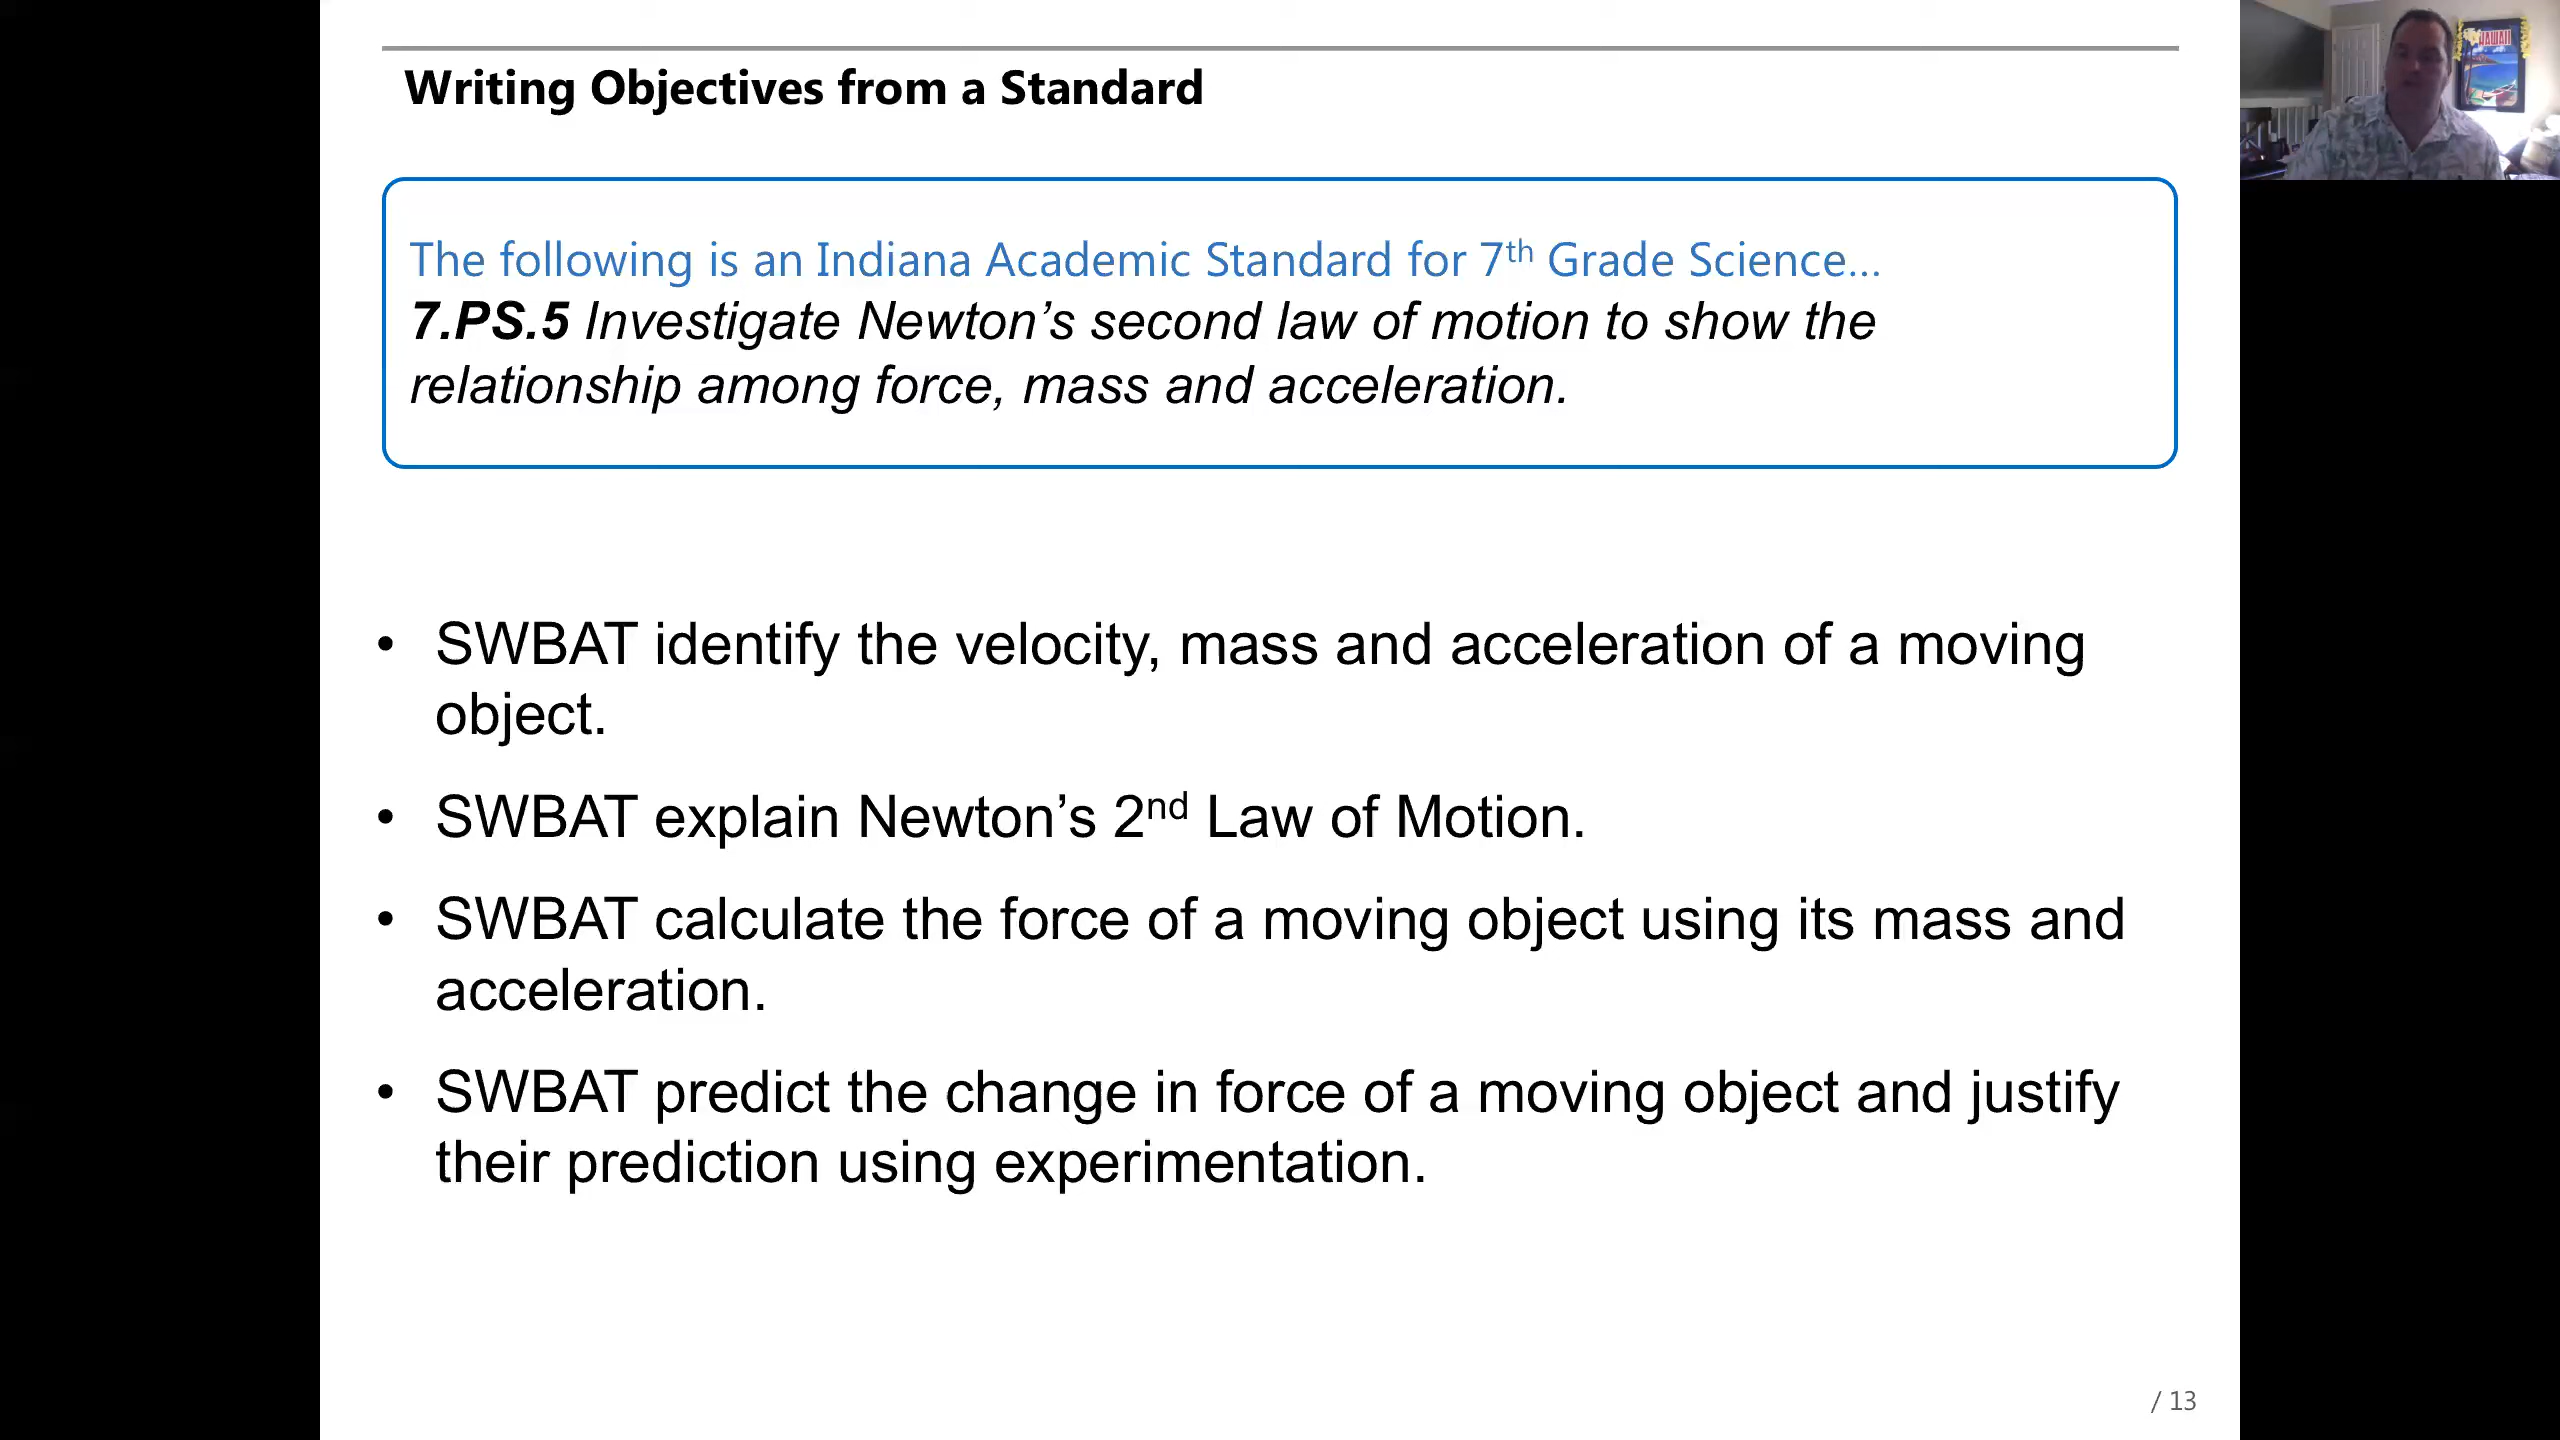 Writing Objectives from a Standard
The following is an Indiana Academic Standard for 7th Grade Science...
7.PS.5 Investigate Newton’s second law of motion to show the
relationship among force, mass and acceleration.
• SWBAT identify the velocity, mass and acceleration of a moving
object.
• SWBAT explain Newton’s 2nd Law of Motion.
• SWBAT calculate the force of a moving object using its mass and
acceleration.
• SWBAT predict the change in force of a moving object and justify
their prediction using experimentation.
/ 13
HAWAII